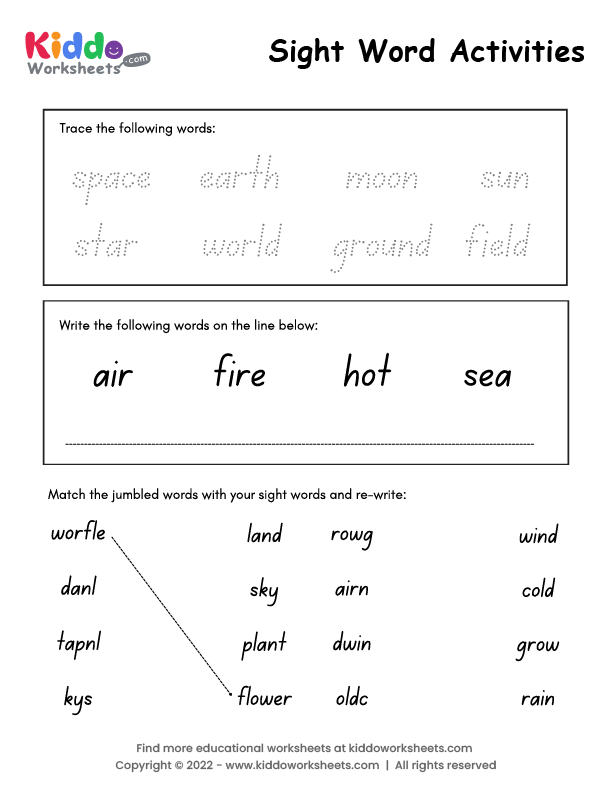 Kiddo
Worksheets .com
Sight Word Activities
Trace the following words:
space earth moon sun
star world ground field
Write the following words on the line below:
air fire hot sea
Match the jumbled words with your sight words and re-write:
worfle land rowg wind
danl sky airn cold
tapnl plant dwin grow
kys flower oldc rain
Find more educational worksheets at kiddoworksheets.com
Copyright © 2022 - www.kiddoworksheets.com | All rights reserved